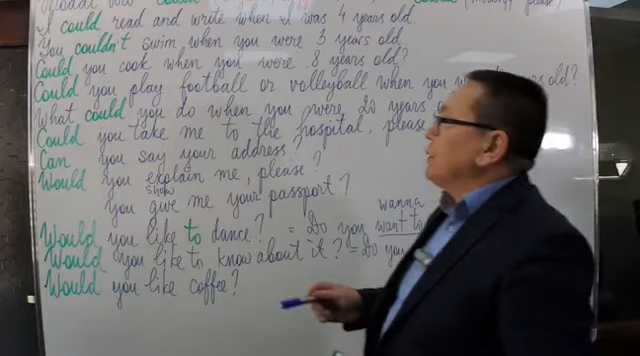 Modal
I could read and write when I was 4 years old.
You couldn't swim when you were 3 years old.
Could you cook when you were 8 years old?
Could you play football or volleyball when you years old?
What could you do when you were 20 years
Could you take me to the hospital, please
Can you say your address?
Would you explain me, please?
show
you give me your passport?
wanna
Would you like to dance? = Do you want to
Would you like to know about it? = Do you
Would you like coffee?